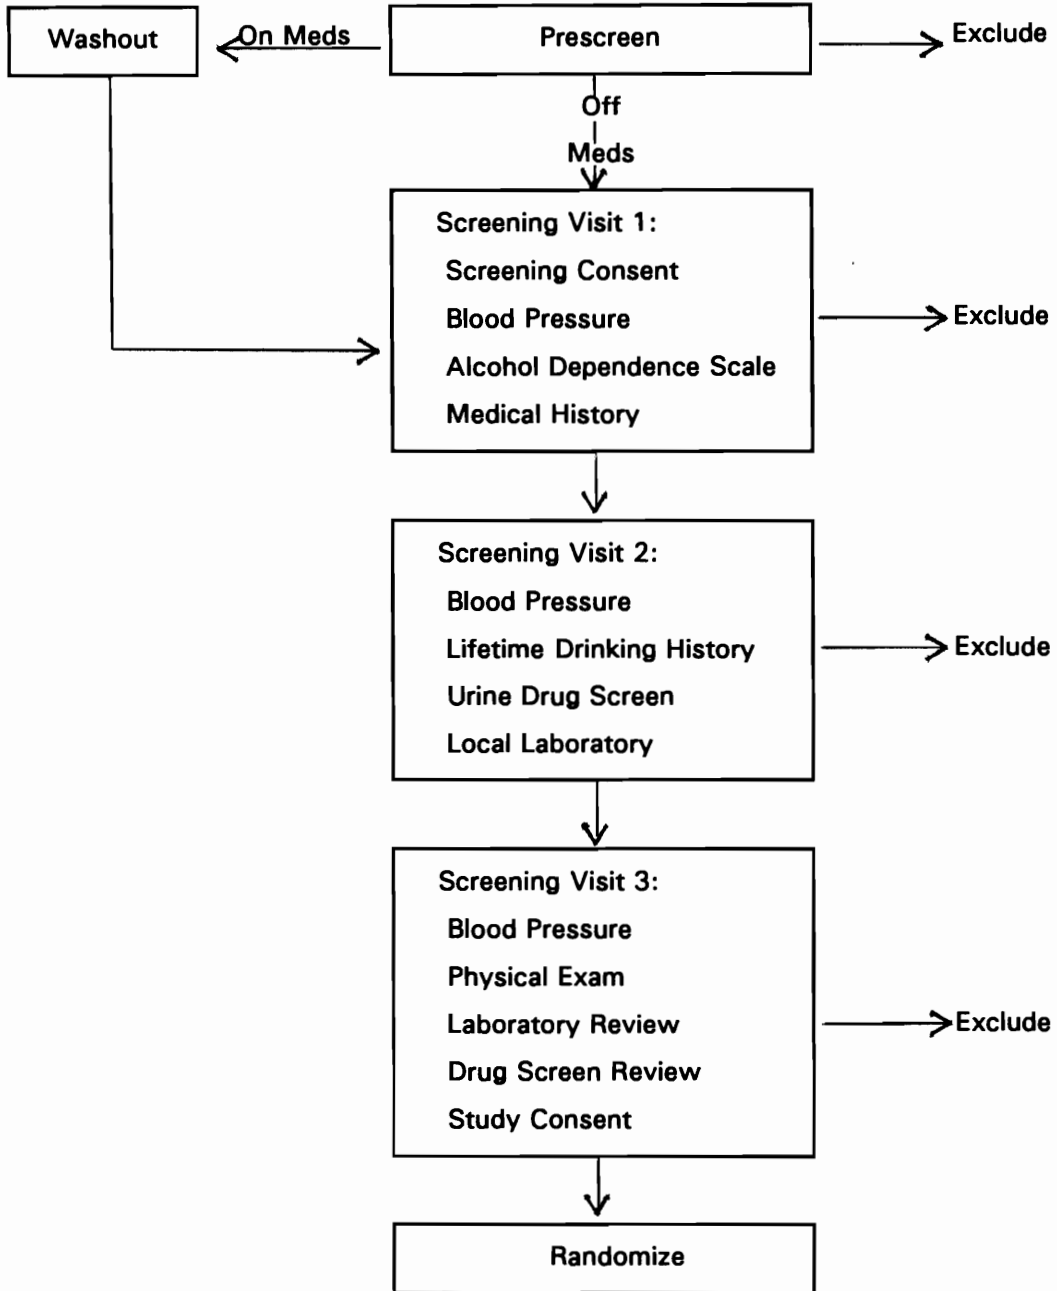 Washout
On Meds
Prescreen
Exclude
Off
Meds
Screening Visit 1:
Screening Consent
Blood Pressure
Alcohol Dependence Scale
Medical History
Exclude
Screening Visit 2:
Blood Pressure
Lifetime Drinking History
Urine Drug Screen
Local Laboratory
Exclude
Screening Visit 3:
Blood Pressure
Physical Exam
Laboratory Review
Drug Screen Review
Study Consent
Exclude
Randomize